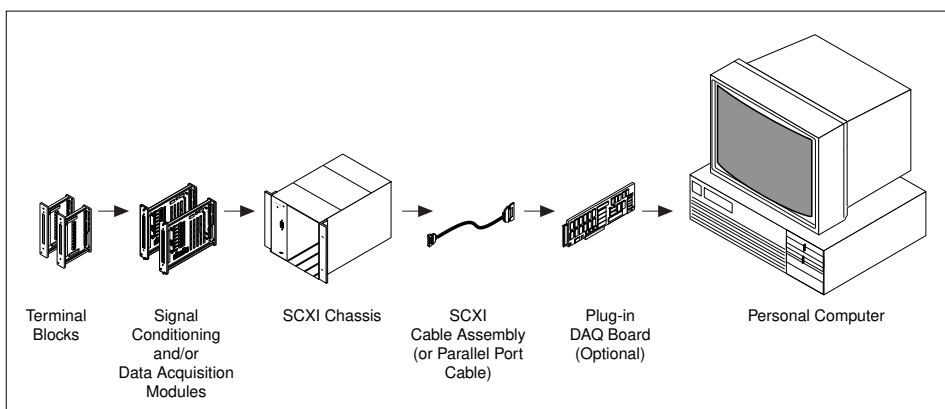 Terminal
Blocks
Signal
Conditioning
and/or
Data Acquisition
Modules
SCXI Chassis
SCXI
Cable Assembly
(or Parallel Port
Cable)
Plug-in
DAQ Board
(Optional)
Personal Computer